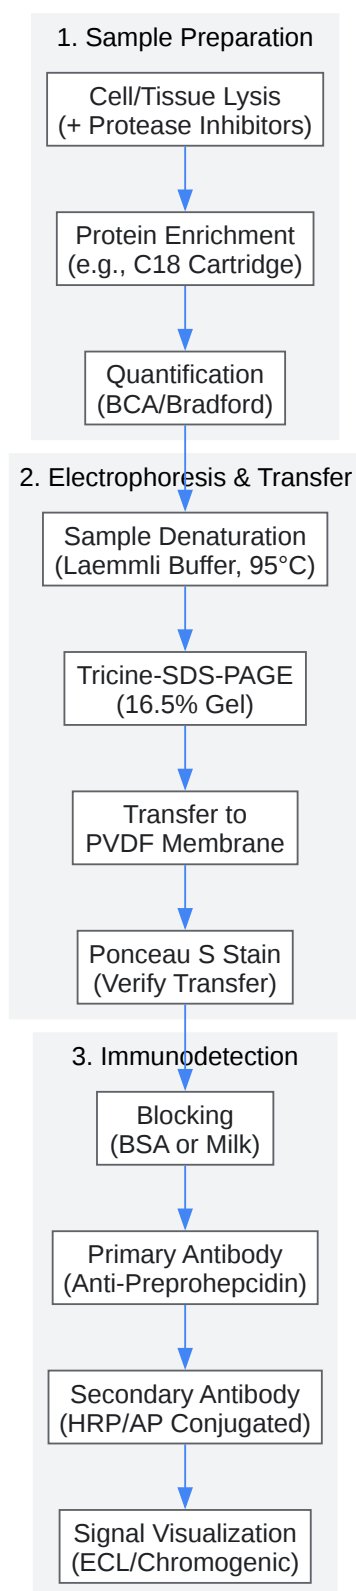 1. Sample Preparation
Cell/Tissue Lysis
(+ Protease Inhibitors)
Protein Enrichment
(e.g., C18 Cartridge)
Quantification
(BCA/Bradford)
2. Electrophoresis & Transfer
Sample Denaturation
(Laemmli Buffer, 95°C)
Tricine-SDS-PAGE
(16.5% Gel)
Transfer to
PVDF Membrane
Ponceau S Stain
(Verify Transfer)
3. Immunodetection
Blocking
(BSA or Milk)
Primary Antibody
(Anti-Preprohepcidin)
Secondary Antibody
(HRP/AP Conjugated)
Signal Visualization
(ECL/Chromogenic)